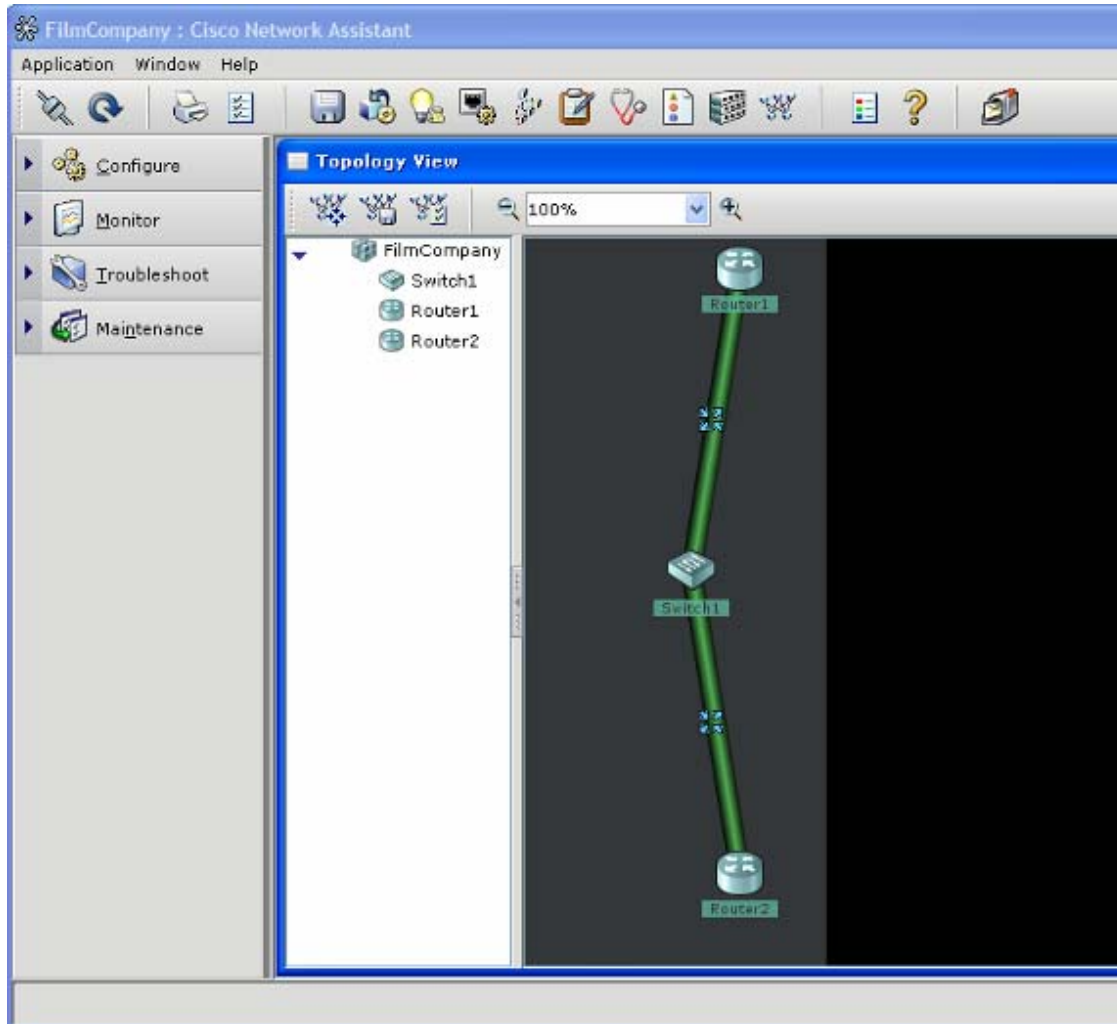 FilmCompany : Cisco Network Assistant
Application Window Help
Configure
Monitor
Troubleshoot
Maintenance
Topology View
100%
FilmCompany
Switch1
Router1
Router2
Router1
Switch1
Router2